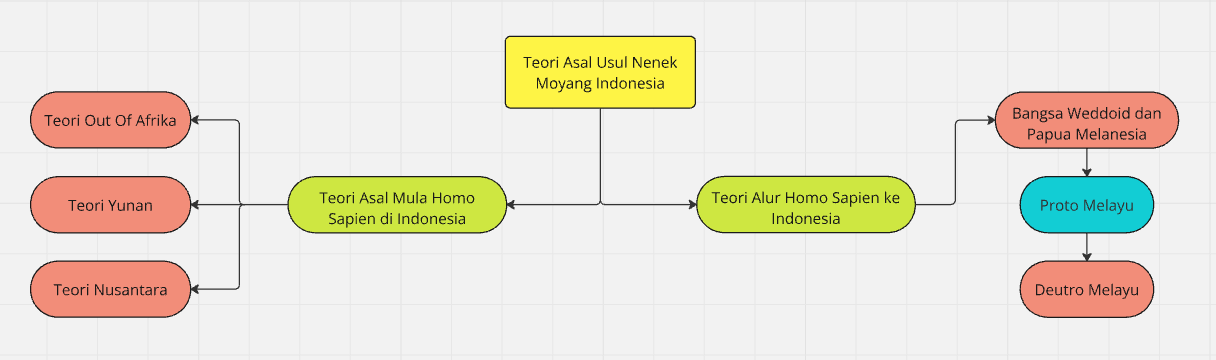 Teori Asal Usul Nenek
Moyang Indonesia
Teori Out Of Afrika
Teori Yunan
Teori Nusantara
Teori Asal Mula Homo
Sapien di Indonesia
Teori Alur Homo Sapien ke
Indonesia
Bangsa Weddoid dan
Papua Melanesia
Proto Melayu
Deutro Melayu